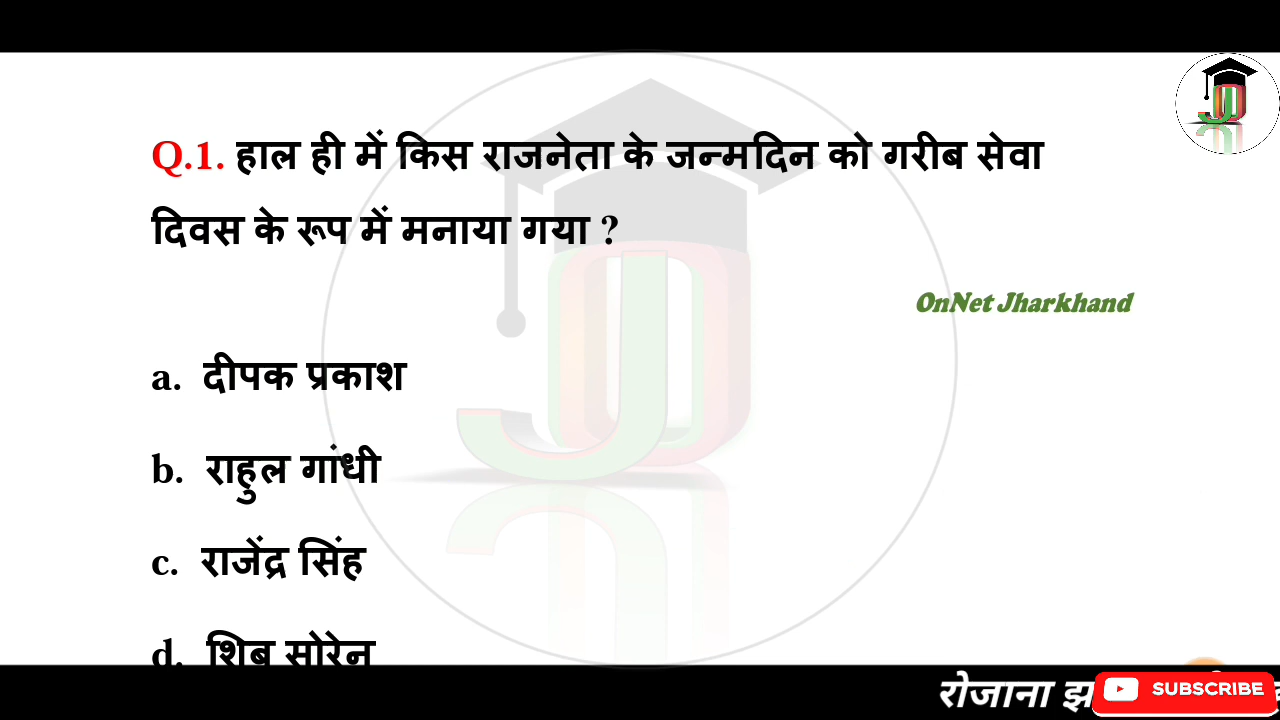 Q.1. हाल ही में किस राजनेता के जन्मदिन को गरीब सेवा
दिवस के रूप में मनाया गया ?
OnNet Jharkhand
a. दीपक प्रकाश
b. राहुल गांधी
c. राजेंद्र सिंह
d. शिबू सोरेन
रोजाना
SUBSCRIBE